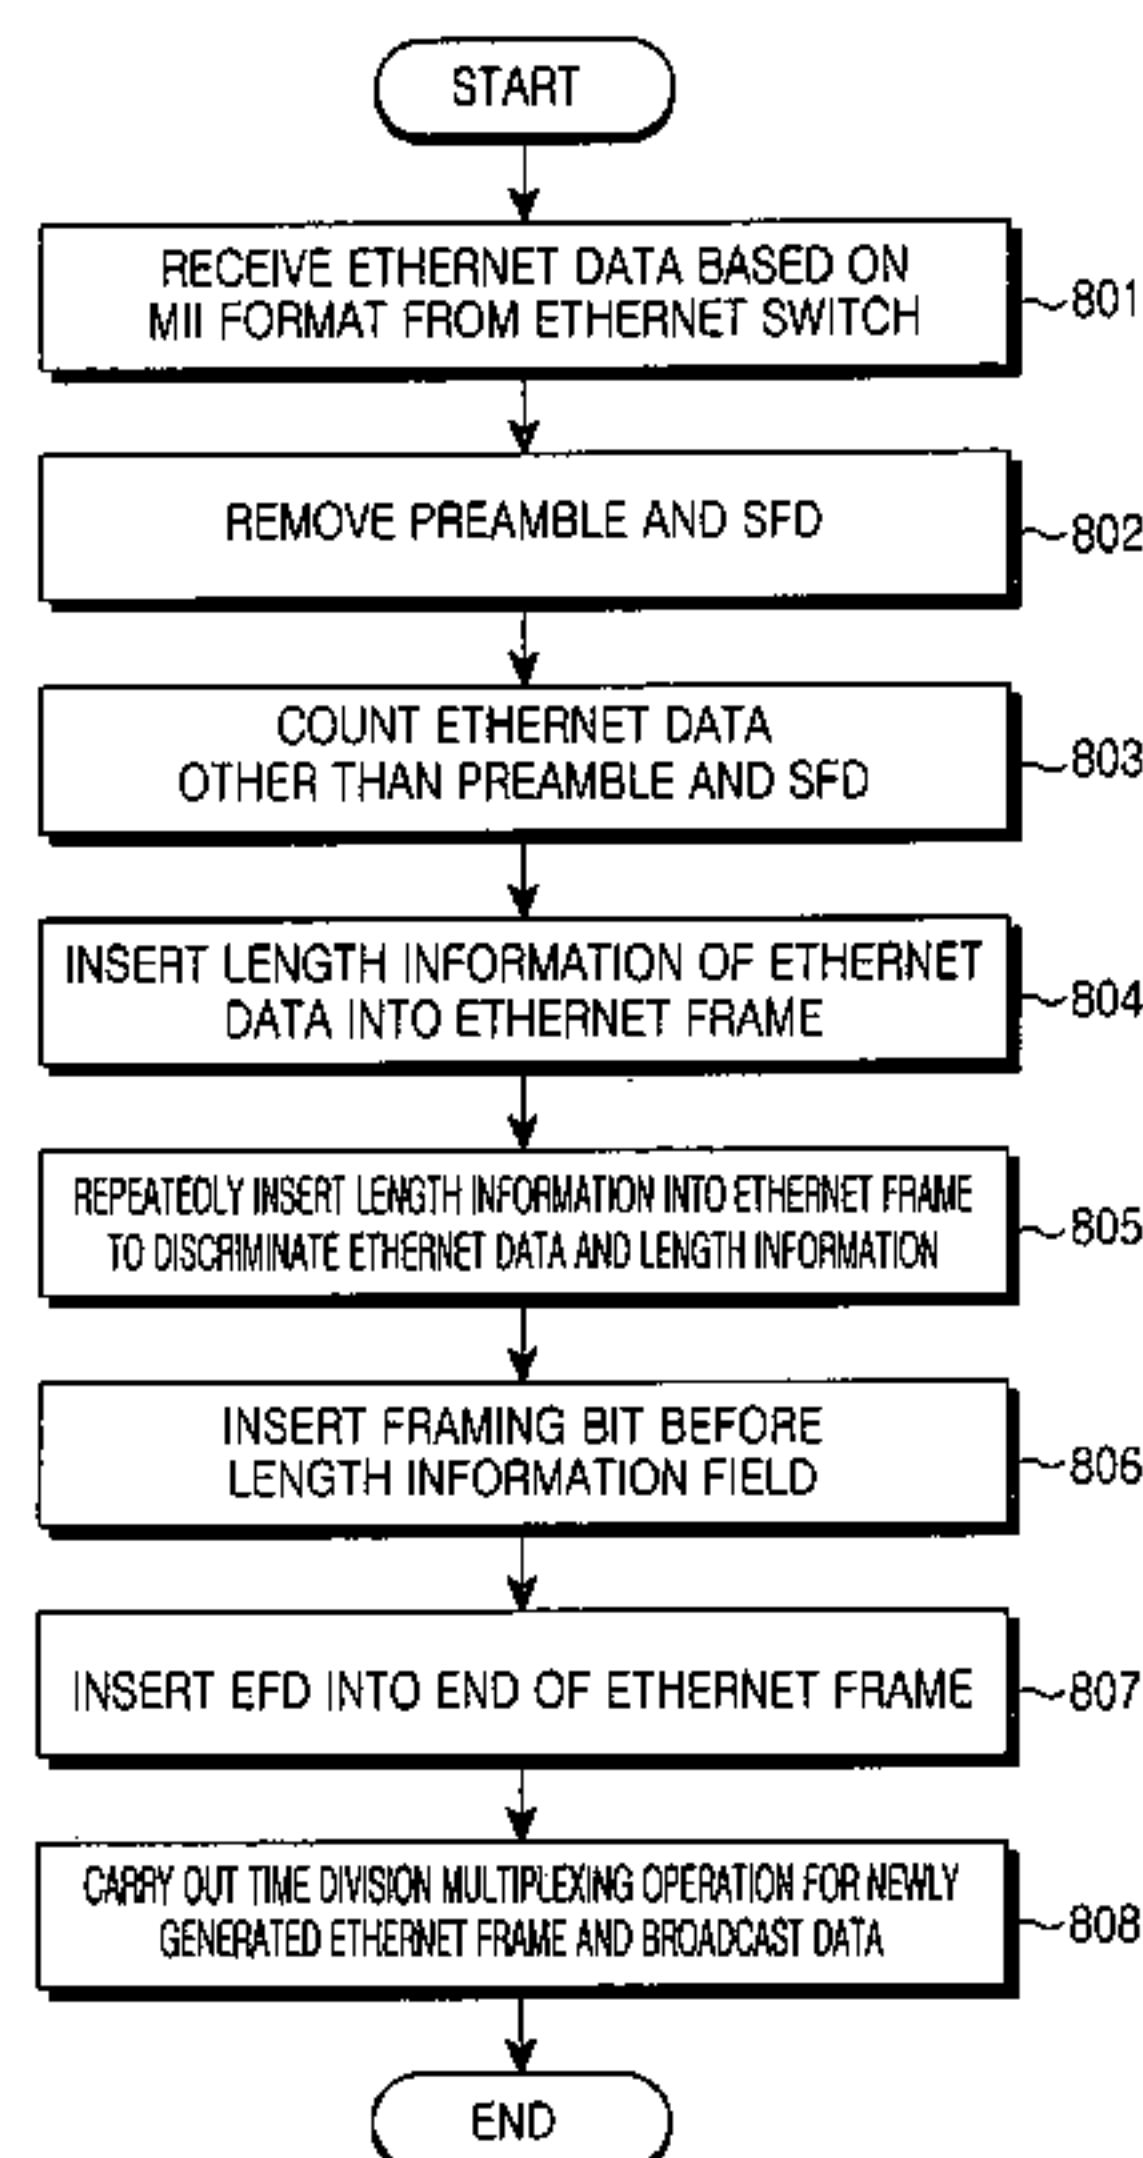 START
RECEIVE ETHERNET DATA BASED ON
MII FORMAT FROM ETHERNET SWITCH
801
REMOVE PREAMBLE AND SFD
802
COUNT ETHERNET DATA
OTHER THAN PREAMBLE AND SFD
803
INSERT LENGTH INFORMATION OF ETHERNET
DATA INTO ETHERNET FRAME
804
REPEATEDLY INSERT LENGTH INFORMATION INTO ETHERNET FRAME
TO DISCRIMINATE ETHERNET DATA AND LENGTH INFORMATION
805
INSERT FRAMING BIT BEFORE
LENGTH INFORMATION FIELD
806
INSERT EFD INTO END OF ETHERNET FRAME
807
CARRY OUT TIME DIVISION MULTIPLEXING OPERATION FOR NEWLY
GENERATED ETHERNET FRAME AND BROADCAST DATA
808
END